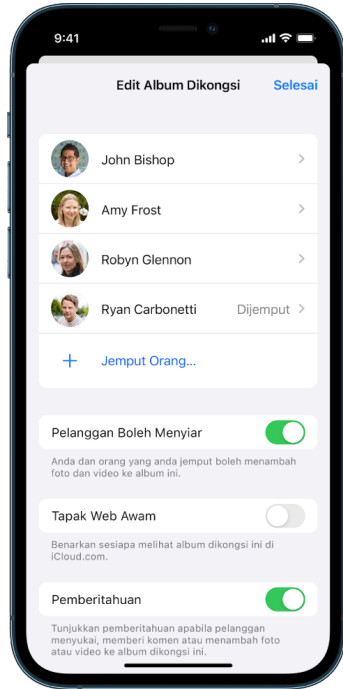 9:41
Edit Album Dikongsi
Selesai
John Bishop
Amy Frost
Robyn Glennon
Ryan Carbonetti
Dijemput
Jemput Orang...
Pelanggan Boleh Menyiar
Anda dan orang yang anda jemput boleh menambah
foto dan video ke album ini.
Tapak Web Awam
Benarkan sesiapa melihat album dikongsi ini di
iCloud.com.
Pemberitahuan
Tunjukkan pemberitahuan apabila pelanggan
menyukai, memberi komen atau menambah foto
atau video ke album dikongsi ini.